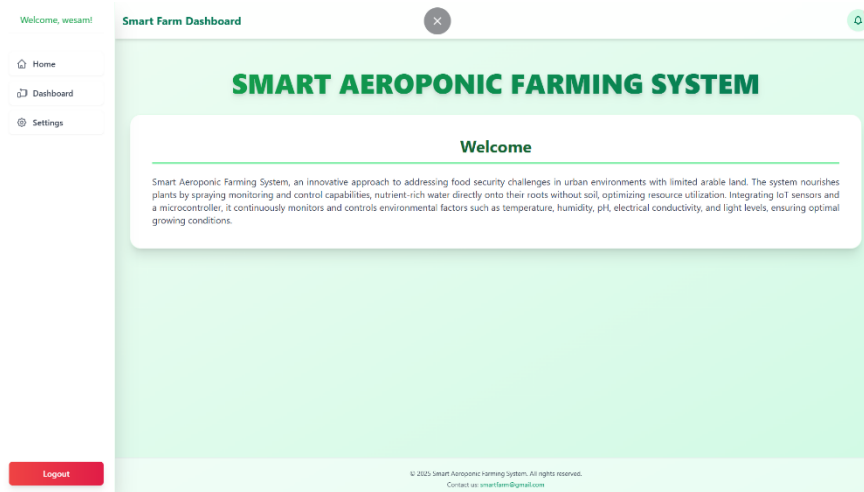 Welcome, wesam!
Home
Dashboard
Settings
Logout
Smart Farm Dashboard
SMART AEROPONIC FARMING SYSTEM
Welcome
Smart Aeroponic Farming System, an innovative approach to addressing food security challenges in urban environments with limited arable land. The system nourishes
plants by spraying monitoring and control capabilities, nutrient-rich water directly onto their roots without soil, optimizing resource utilization. Integrating IoT sensors and
a microcontroller, it continuously monitors and controls environmental factors such as temperature, humidity, pH, electrical conductivity, and light levels, ensuring optimal
growing conditions.
© 2025 Smart Aeroponic Farming System. All rights reserved.
Contact us: smartfarm@gmail.com